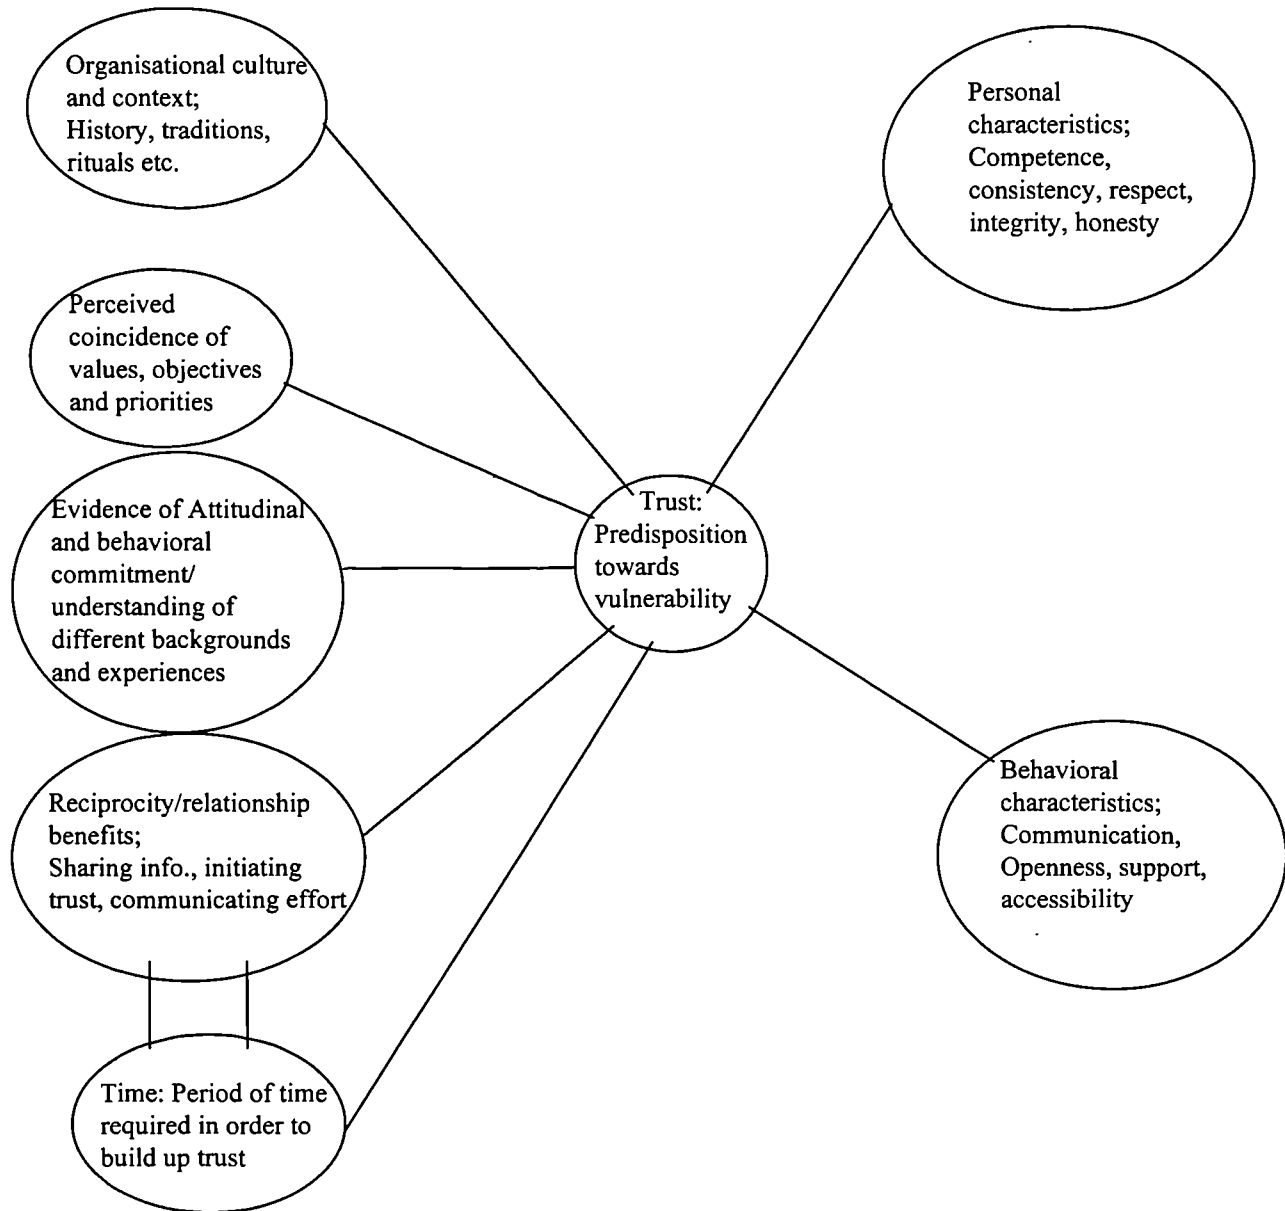 Organisational culture
and context;
History, traditions,
rituals etc.
Personal
characteristics;
Competence,
consistency, respect,
integrity, honesty
Perceived
coincidence of
values, objectives
and priorities
Evidence of Attitudinal
and behavioral
commitment/
understanding of
different backgrounds
and experiences
Trust:
Predisposition
towards
vulnerability
Reciprocity/relationship
benefits;
Sharing info., initiating
trust, communicating effort
Behavioral
characteristics;
Communication,
Openness, support,
accessibility
Time: Period of time
required in order to
build up trust